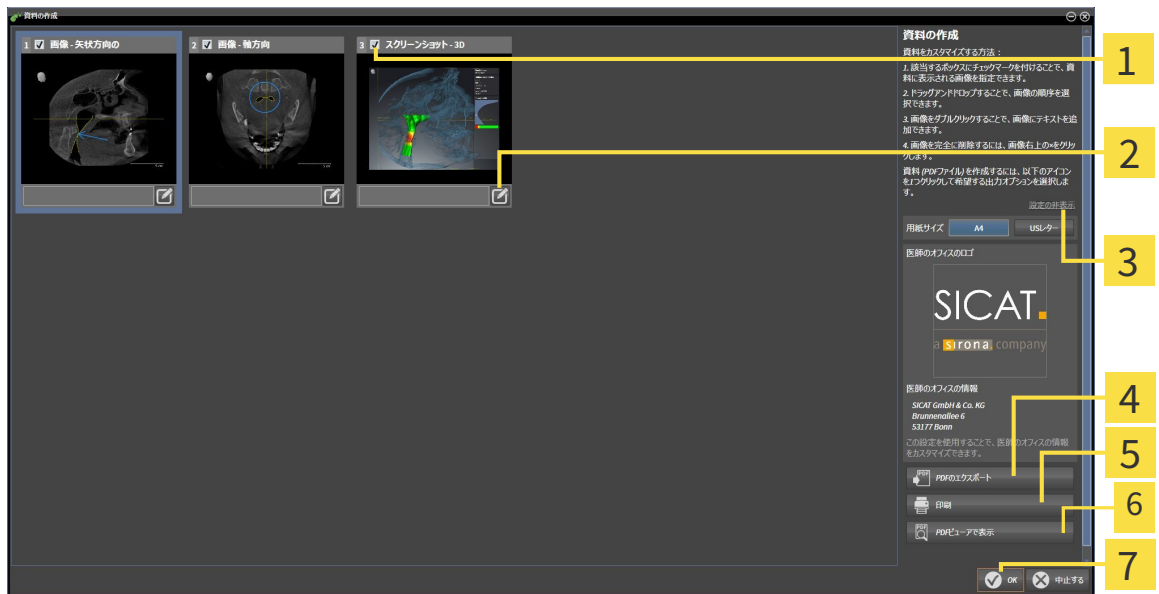 資料の作成
1 画像 - 矢状方向の
2 画像 - 軸方向
3 スクリーンショット - 3D
資料の作成
資料をカスタマイズする方法：
1. 該当するボックスにチェックマークを付けることで、資
料に表示される画像を指定できます。
2. ドラッグアンドドロップすることで、画像の順序を選
択できます。
3. 画像をダブルクリックすることで、画像にテキストを追
加できます。
4. 画像を完全に削除するには、画像右上の×をクリッ
クします。
資料 (PDFファイル) を作成するには、以下のアイコン
を1つクリックして希望する出力オプションを選択しま
す。
設定の非表示
用紙サイズ A4 USレター
医師のオフィスのロゴ
SICAT.
a sirona. company
医師のオフィスの情報
SICAT GmbH & Co. KG
Brunnenallee 6
53177 Bonn
この設定を使用することで、医師のオフィスの情報
をカスタマイズできます。
PDFのエクスポート
印刷
PDFビューアで表示
OK 中止する
1
2
3
4
5
6
7